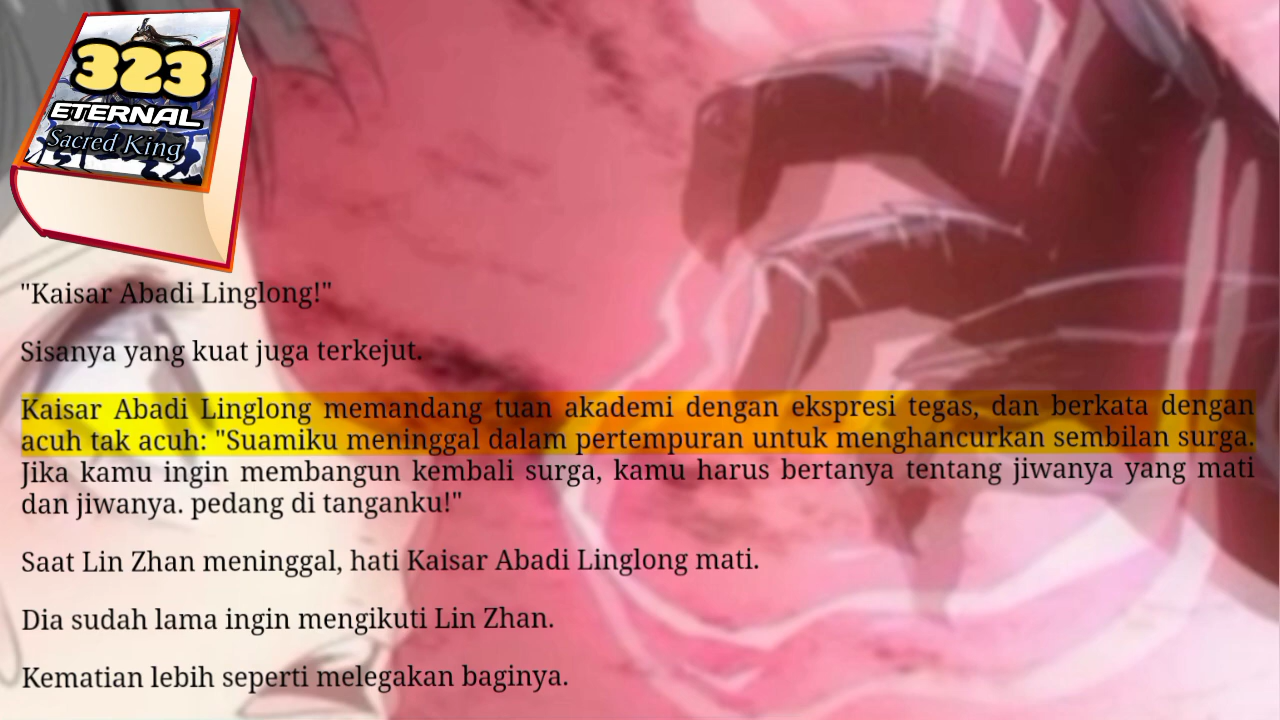 323
ETERNAL
Sacred King
"Kaisar Abadi Linglong!"
Sisanya yang kuat juga terkejut.
Kaisar Abadi Linglong memandang tuan akademi dengan ekspresi tegas, dan berkata dengan
acuh tak acuh: "Suamiku meninggal dalam pertempuran untuk menghancurkan sembilan surga.
Jika kamu ingin membangun kembali surga, kamu harus bertanya tentang jiwanya yang mati
dan jiwanya. pedang di tanganku!"
Saat Lin Zhan meninggal, hati Kaisar Abadi Linglong mati.
Dia sudah lama ingin mengikuti Lin Zhan.
Kematian lebih seperti melegakan baginya.